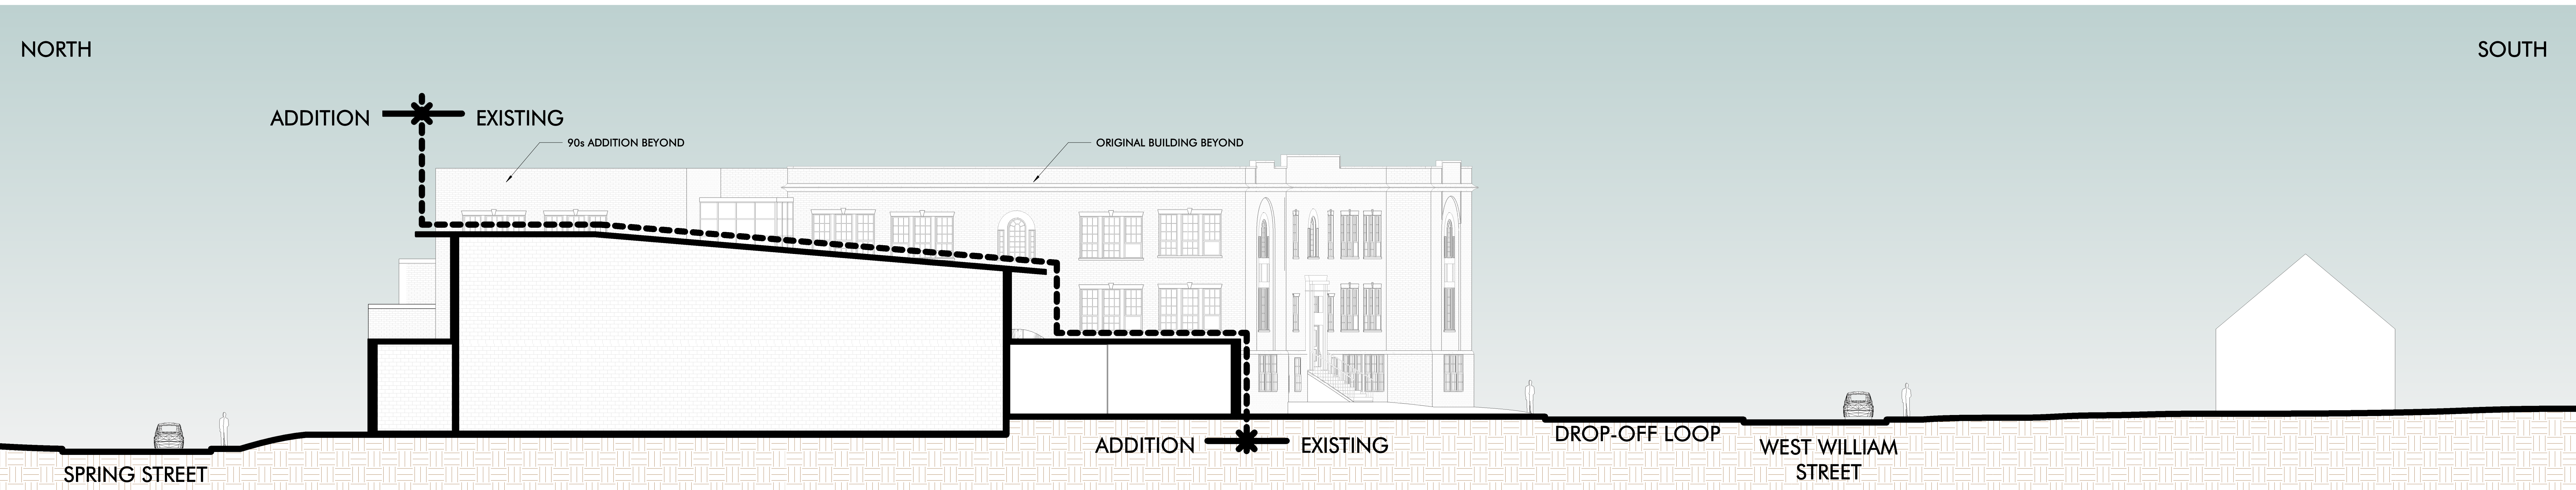 NORTH
SOUTH
ADDITION
EXISTING
90s ADDITION BEYOND
ORIGINAL BUILDING BEYOND
ADDITION
EXISTING
DROP-OFF LOOP
WEST WILLIAM
STREET
SPRING STREET